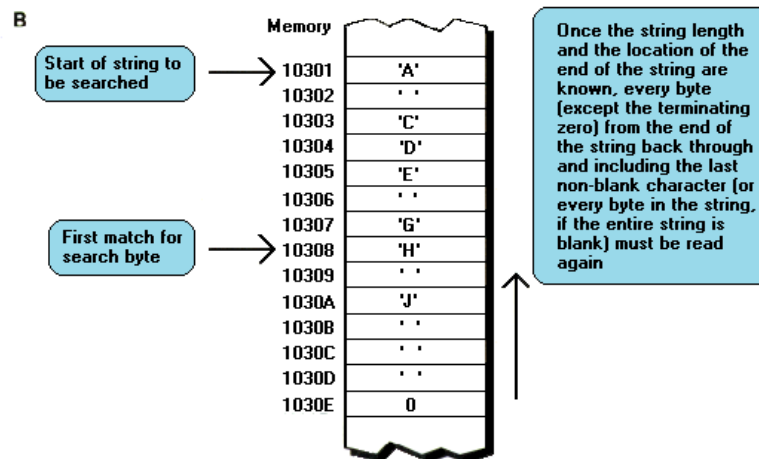 B
Memory
Start of string to
be searched
10301 'A'
10302 ' '
10303 'C'
10304 'D'
10305 'E'
10306 ' '
10307 'G'
10308 'H'
10309 ' '
1030A 'J'
1030B ' '
1030C ' '
1030D ' '
1030E 0
First match for
search byte
Once the string length
and the location of the
end of the string are
known, every byte
(except the terminating
zero) from the end of
the string back through
and including the last
non-blank character (or
every byte in the string,
if the entire string is
blank) must be read
again